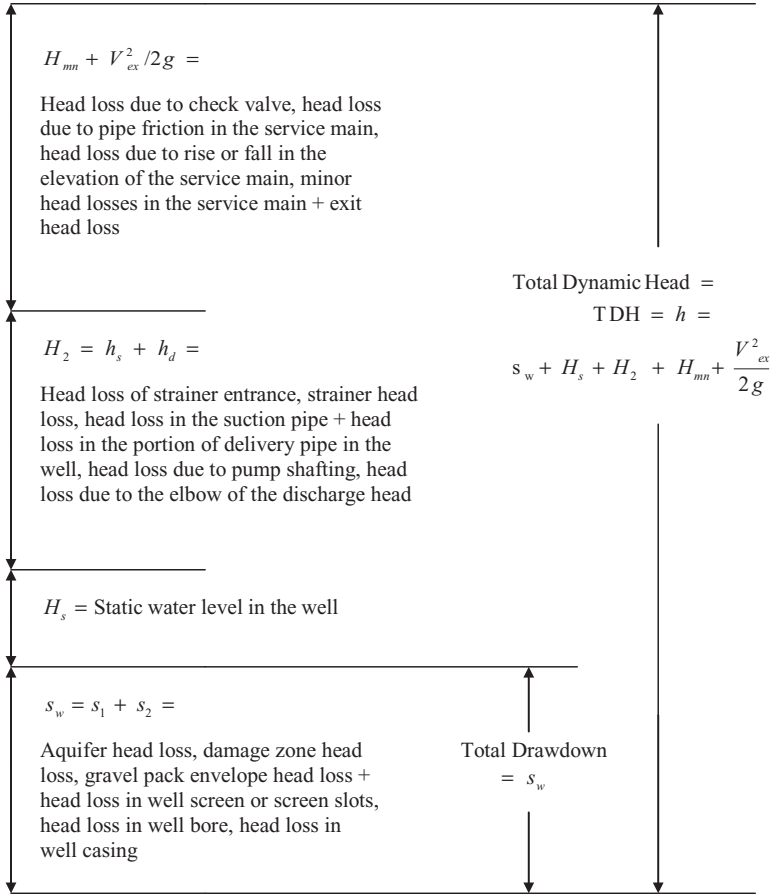 H_mn + V_ex^2 /2g =
Head loss due to check valve, head loss
due to pipe friction in the service main,
head loss due to rise or fall in the
elevation of the service main, minor
head losses in the service main + exit
head loss
Total Dynamic Head =
TDH = h =
s_w + H_s + H_2 + H_mn + V_ex^2 / 2g
H_2 = h_s + h_d =
Head loss of strainer entrance, strainer head
loss, head loss in the suction pipe + head
loss in the portion of delivery pipe in the
well, head loss due to pump shafting, head
loss due to the elbow of the discharge head
H_s = Static water level in the well
s_w = s_1 + s_2 =
Aquifer head loss, damage zone head
loss, gravel pack envelope head loss +
head loss in well screen or screen slots,
head loss in well bore, head loss in
well casing
Total Drawdown
= s_w